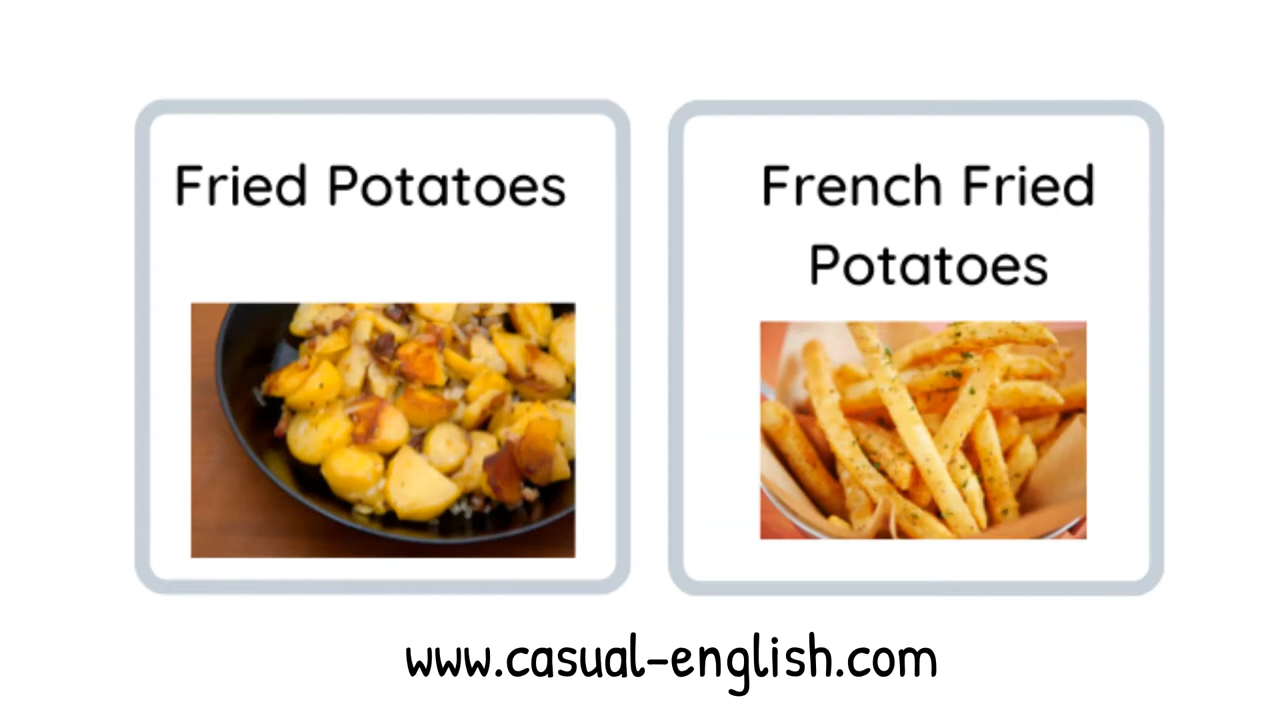 Fried Potatoes
French Fried
Potatoes
www.casual-english.com